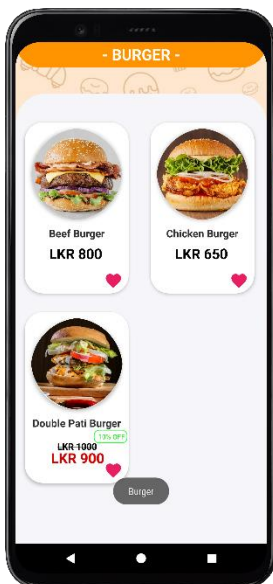 - BURGER -
Beef Burger
LKR 800
Chicken Burger
LKR 650
Double Pati Burger
10% OFF
LKR 1000
LKR 900
Burger